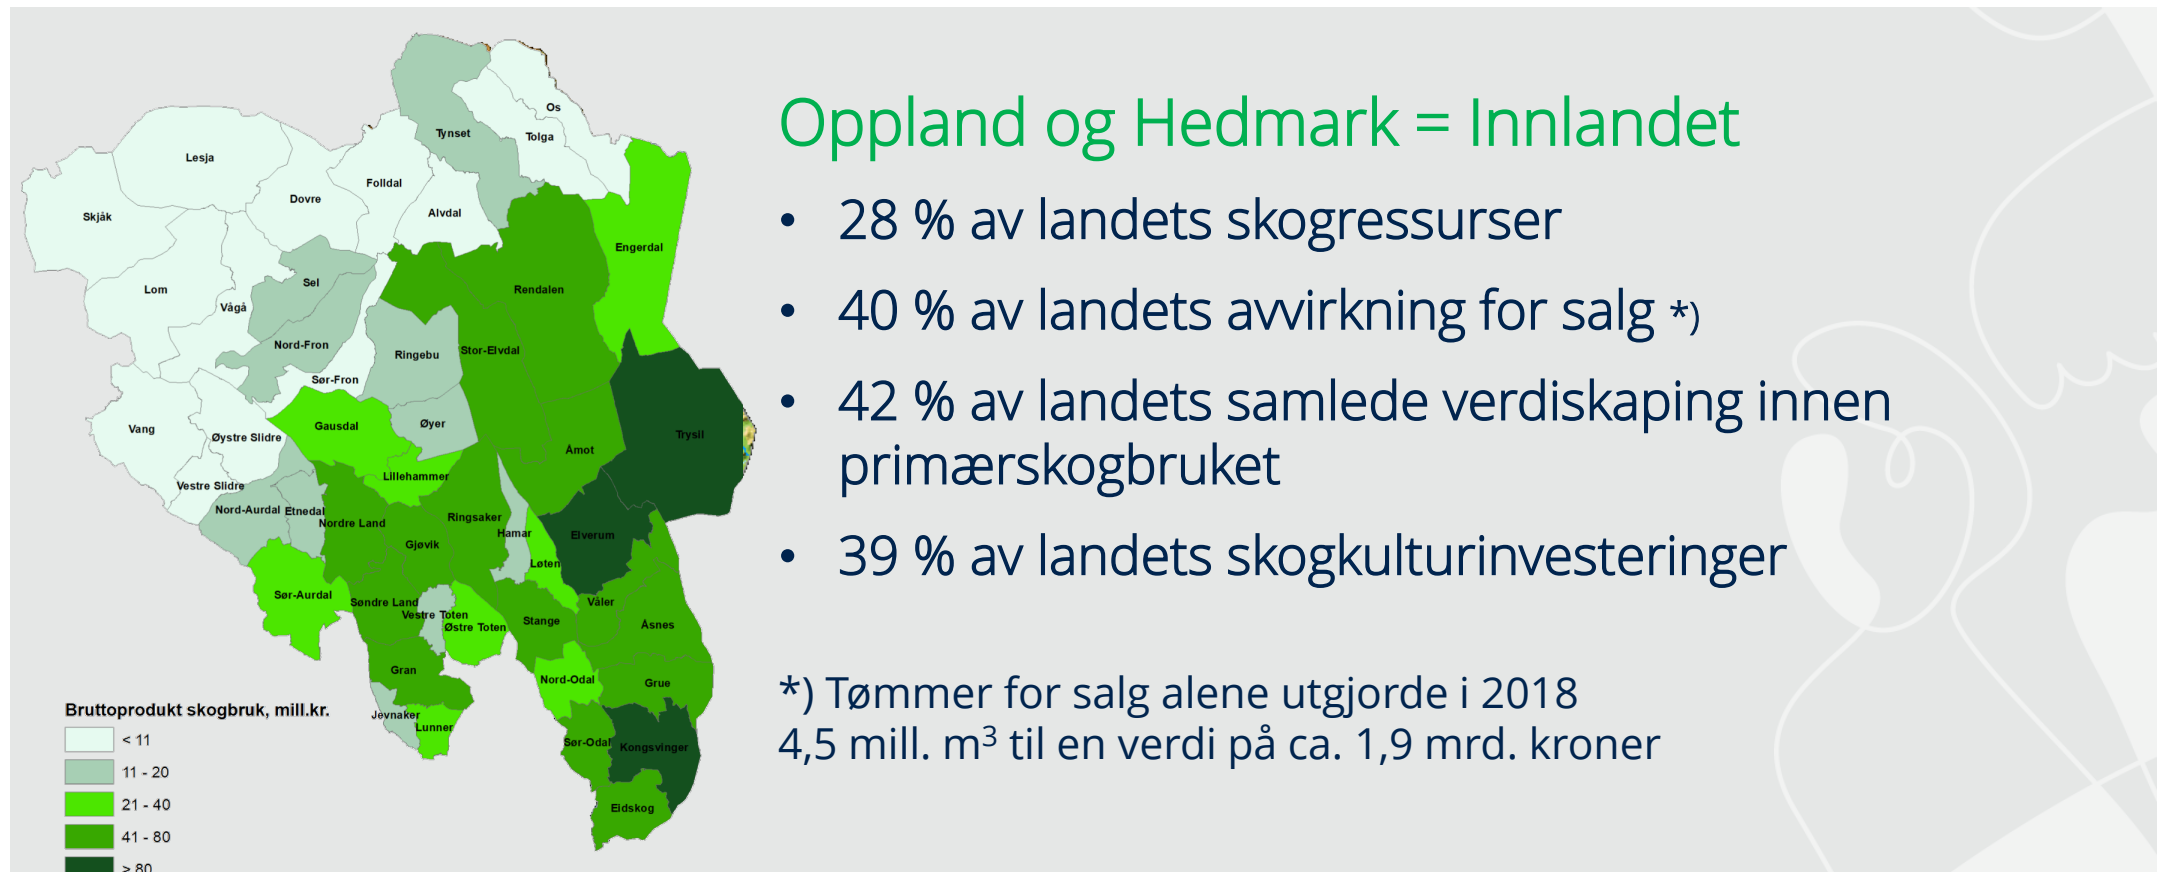 Oppland og Hedmark = Innlandet
• 28 % av landets skogressurser
• 40 % av landets avvirkning for salg *)
• 42 % av landets samlede verdiskaping innen
primærskogbruket
• 39 % av landets skogkulturinvesteringer
*) Tømmer for salg alene utgjorde i 2018
4,5 mill. m³ til en verdi på ca. 1,9 mrd. kroner
Os
Tynset
Tolga
Lesja
Folldal
Dovre
Alvdal
Skjåk
Engerdal
Sel
Lom
Rendalen
Vågå
Nord-Fron
Stor-Elvdal
Ringebu
Sør-Fron
Øyer
Gausdal
Vang
Trysil
Øystre Slidre
Åmot
Lillehammer
Vestre Slidre
Nord-Aurdal
Etnedal
Ringsaker
Nordre Land
Hamar
Elverum
Gjøvik
Løten
Sør-Aurdal
Søndre Land
Våler
Vestre Toten
Stange
Østre Toten
Åsnes
Gran
Nord-Odal
Grue
Jevnaker
Lunner
Sør-Odal
Kongsvinger
Eidskog
Bruttoprodukt skogbruk, mill.kr.
< 11
11 - 20
21 - 40
41 - 80
> 80